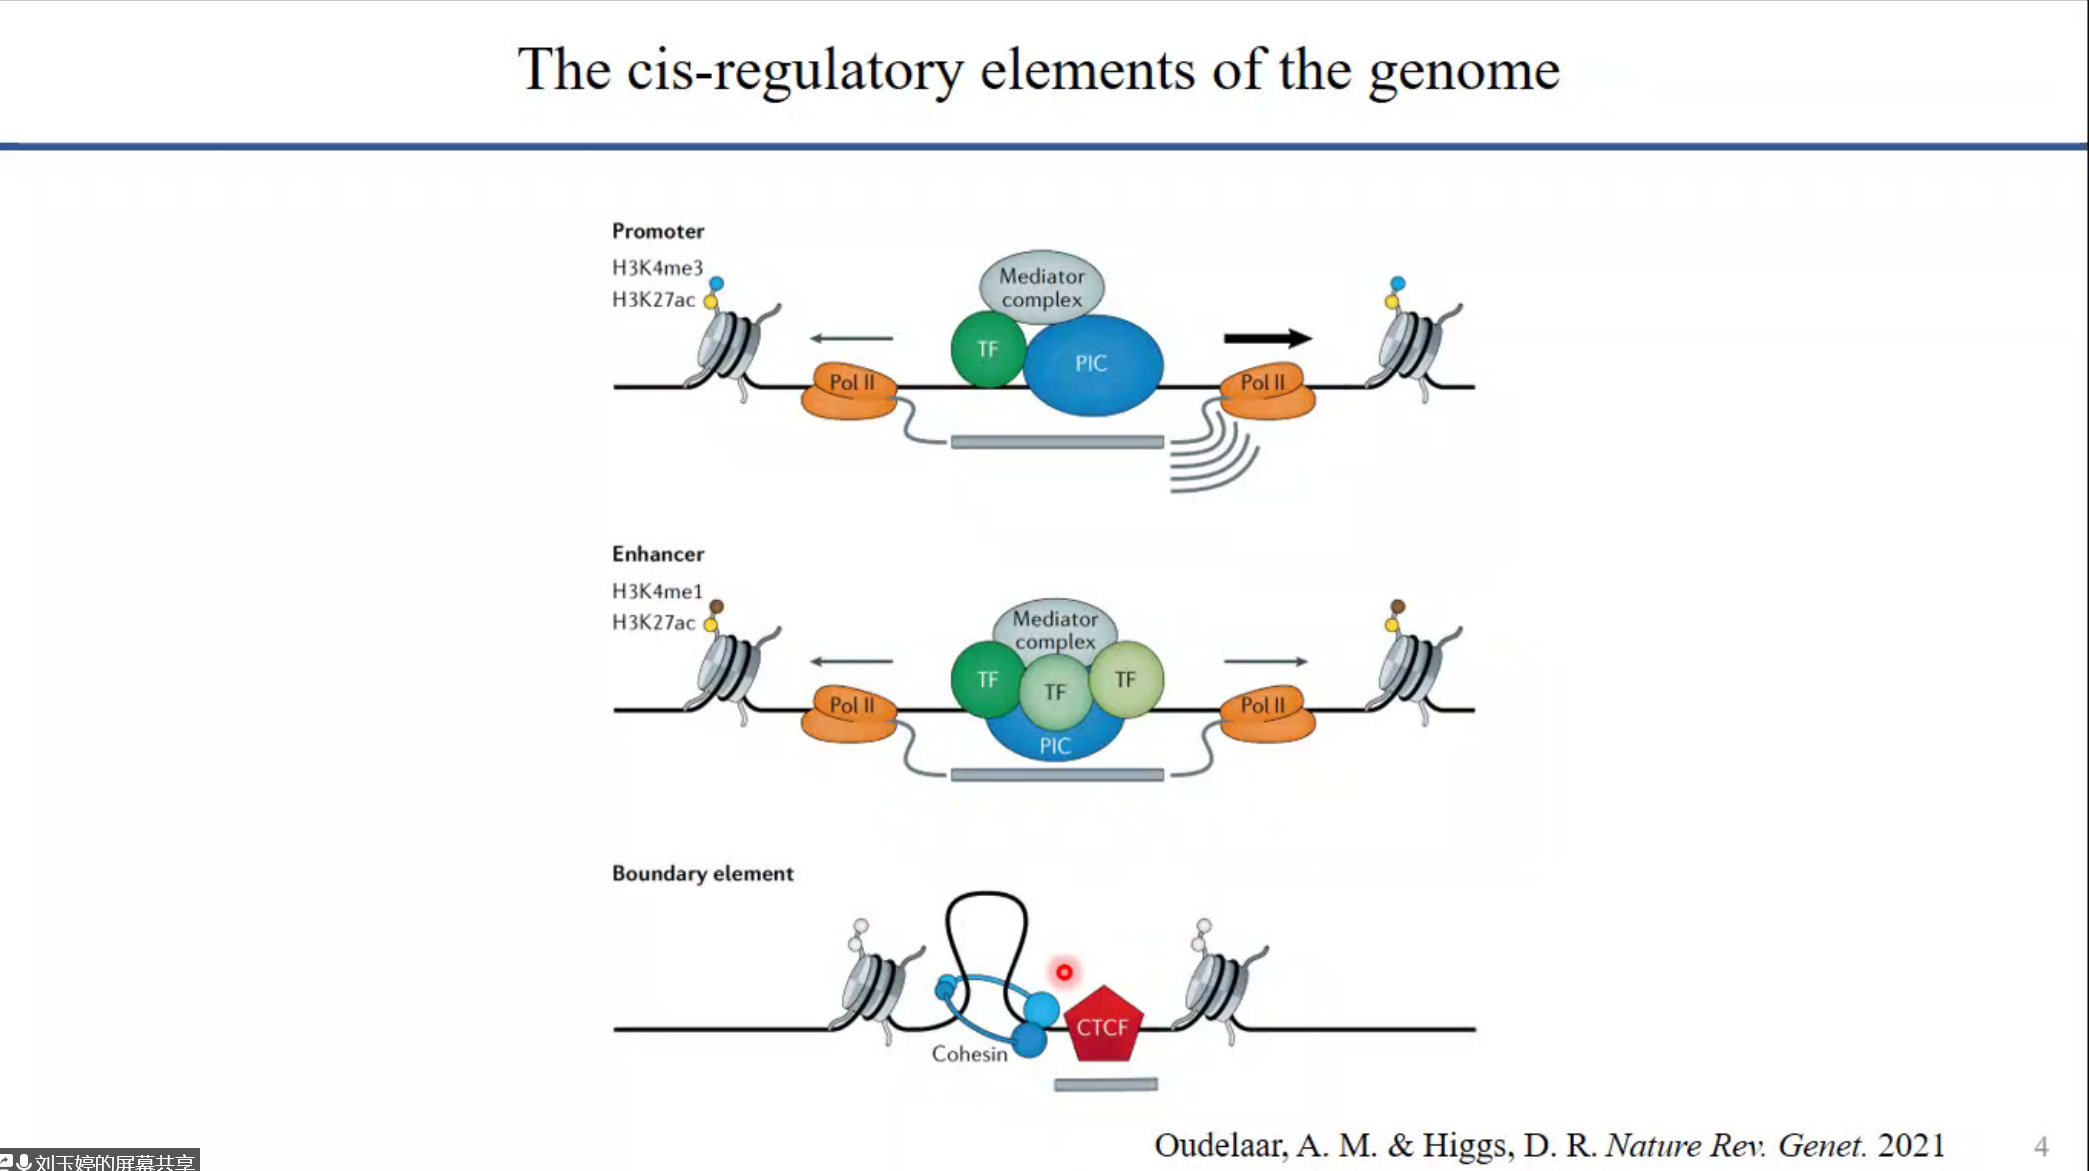 The cis-regulatory elements of the genome
Promoter
H3K4me3
H3K27ac
Mediator
complex
TF
PIC
Pol II
Pol II
Enhancer
H3K4me1
H3K27ac
Mediator
complex
TF
TF
TF
PIC
Pol II
Pol II
Boundary element
CTCF
Cohesin
Oudelaar, A. M. & Higgs, D. R. Nature Rev. Genet. 2021
4
刘玉婷的屏幕共享